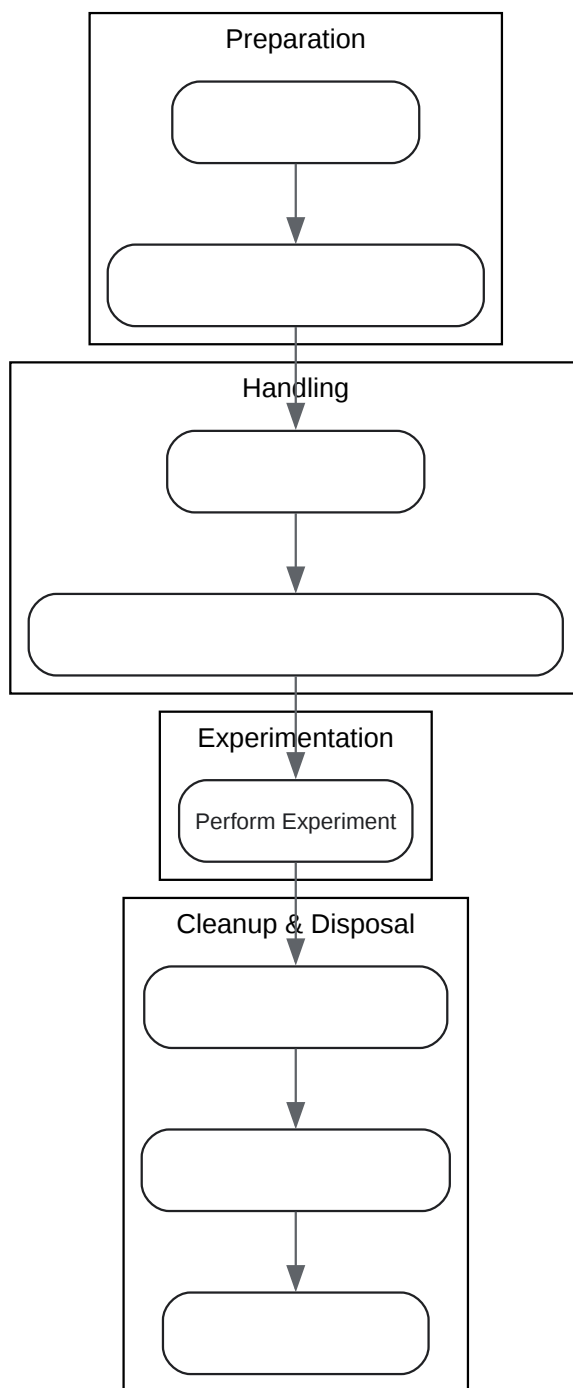 Preparation
Handling
Experimentation
Perform Experiment
Cleanup & Disposal